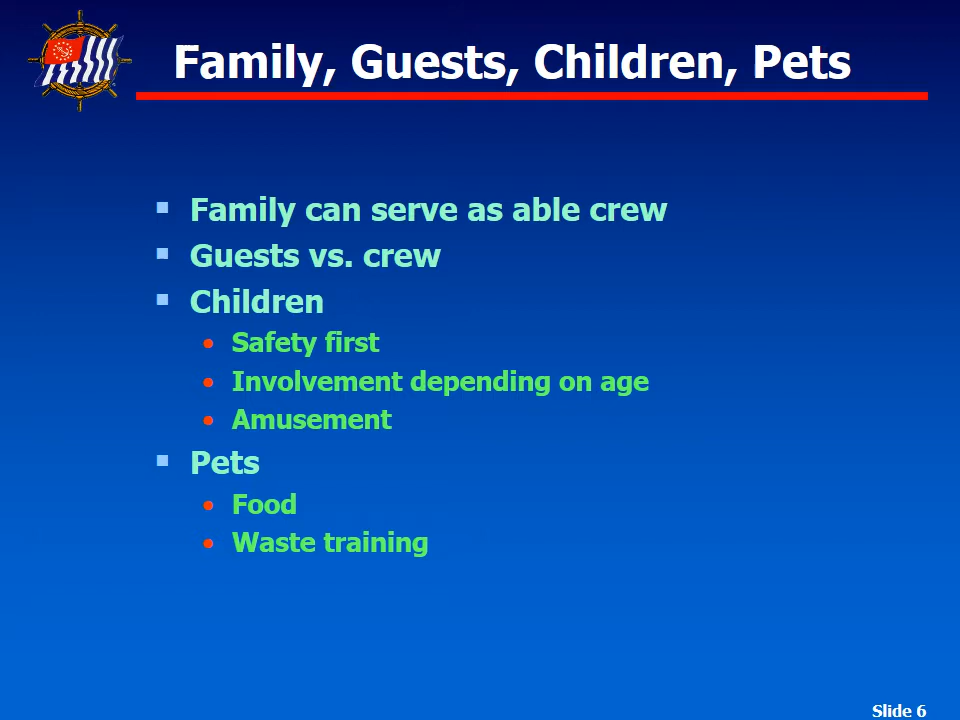 Family, Guests, Children, Pets
Family can serve as able crew
Guests vs. crew
Children
Safety first
Involvement depending on age
Amusement
Pets
Food
Waste training
Slide 6